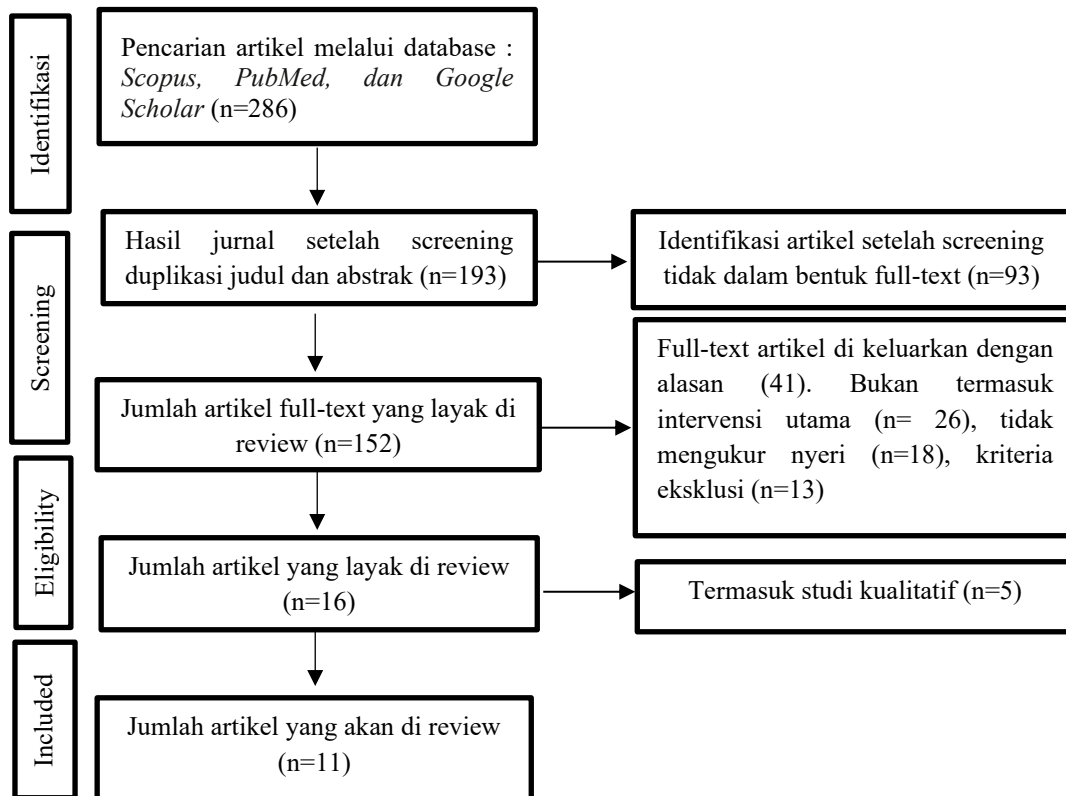 Identifikasi
Pencarian artikel melalui database :
Scopus, PubMed, dan Google
Scholar (n=286)
Screening
Hasil jurnal setelah screening
duplikasi judul dan abstrak (n=193)
Identifikasi artikel setelah screening
tidak dalam bentuk full-text (n=93)
Jumlah artikel full-text yang layak di
review (n=152)
Full-text artikel di keluarkan dengan
alasan (41). Bukan termasuk
intervensi utama (n= 26), tidak
mengukur nyeri (n=18), kriteria
eksklusi (n=13)
Eligibility
Jumlah artikel yang layak di review
(n=16)
Termasuk studi kualitatif (n=5)
Included
Jumlah artikel yang akan di review
(n=11)